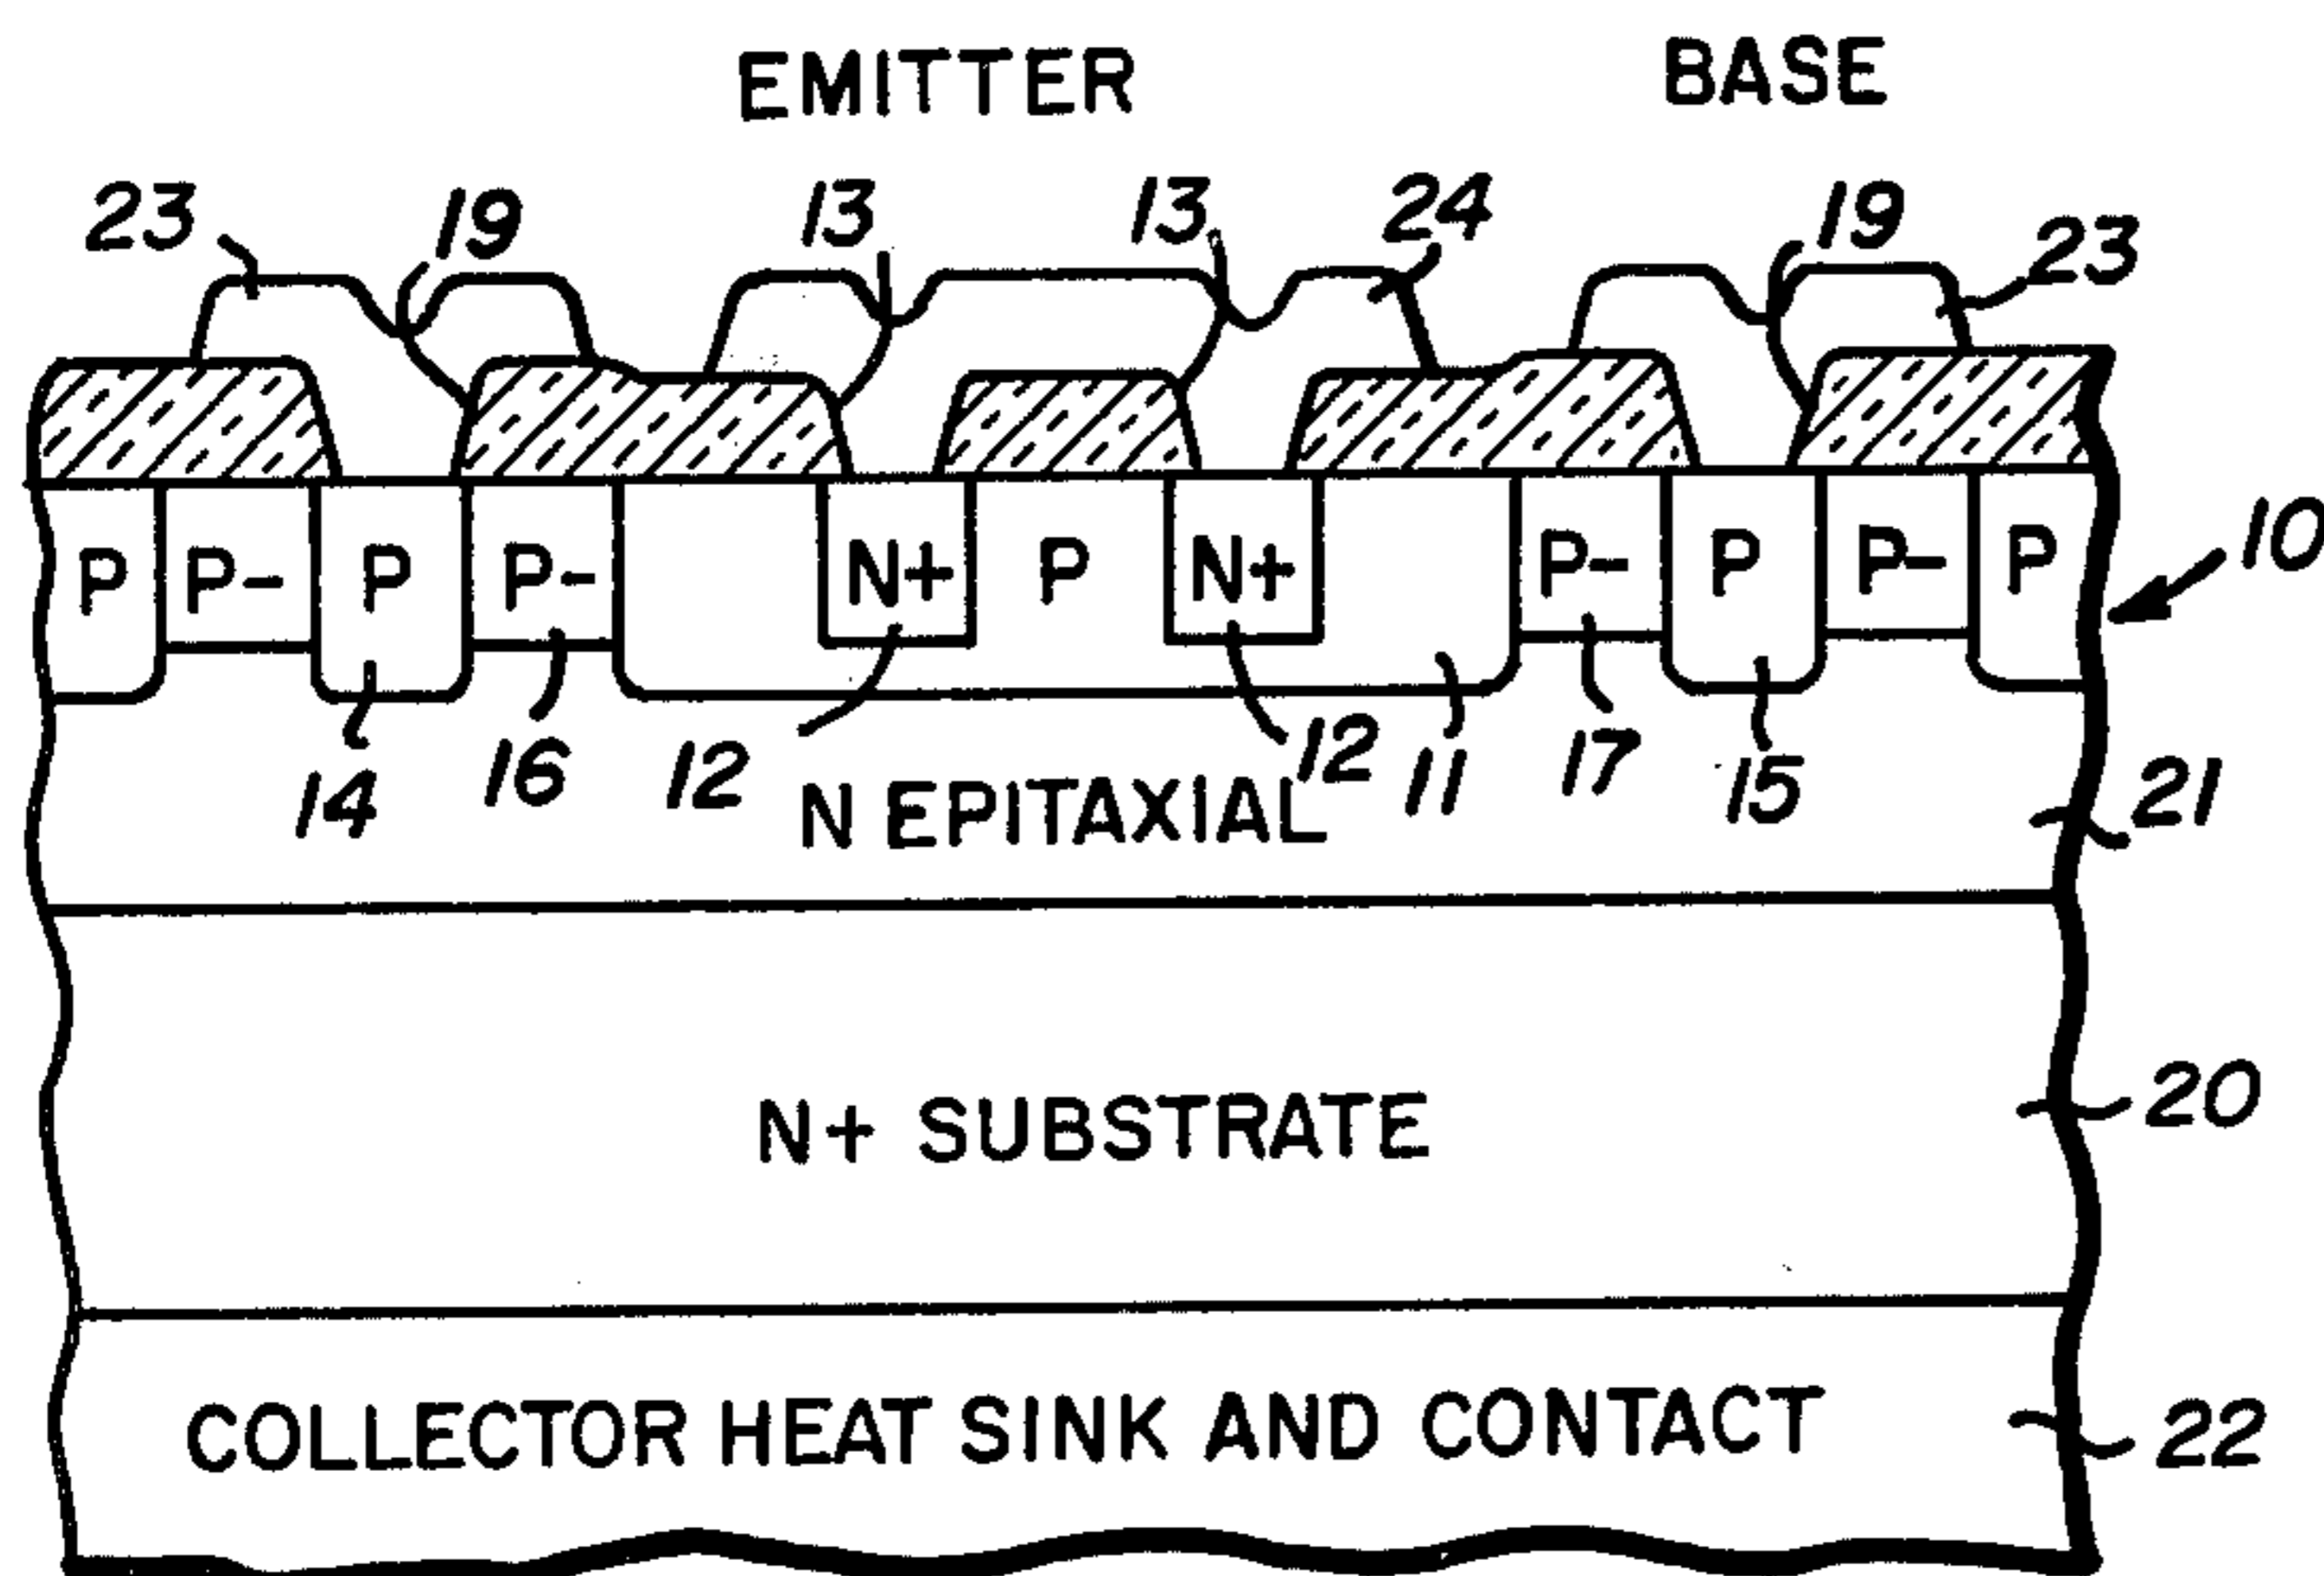 EMITTER BASE
23 19 13 13 24 19 23
P P- P P- N+ P N+ P- P P- P 10
14 16 12 12 11 17 15 21
N EPITAXIAL
N+ SUBSTRATE 20
COLLECTOR HEAT SINK AND CONTACT 22